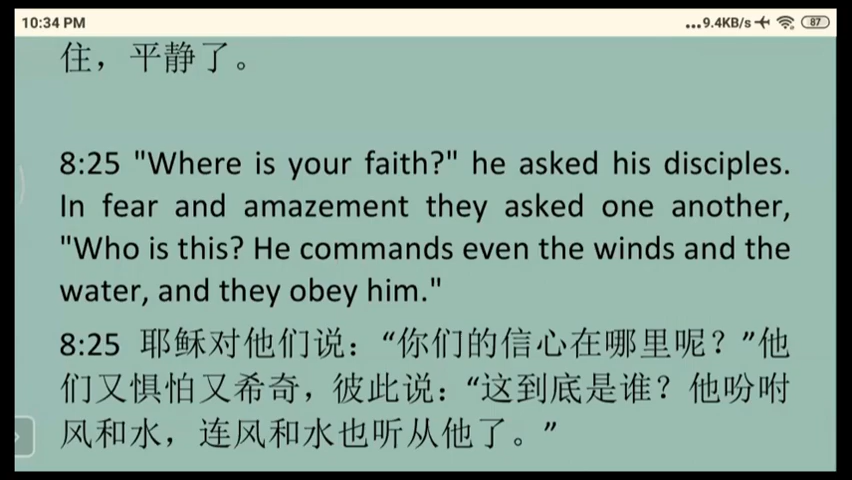 10:34 PM ...9.4KB/s 87
住，平静了。
8:25 "Where is your faith?" he asked his disciples.
In fear and amazement they asked one another,
"Who is this? He commands even the winds and the
water, and they obey him."
8:25 耶稣对他们说：“你们的信心在哪里呢？”他
们又惧怕又希奇，彼此说：“这到底是谁？他吩咐
风和水，连风和水也听从他了。”